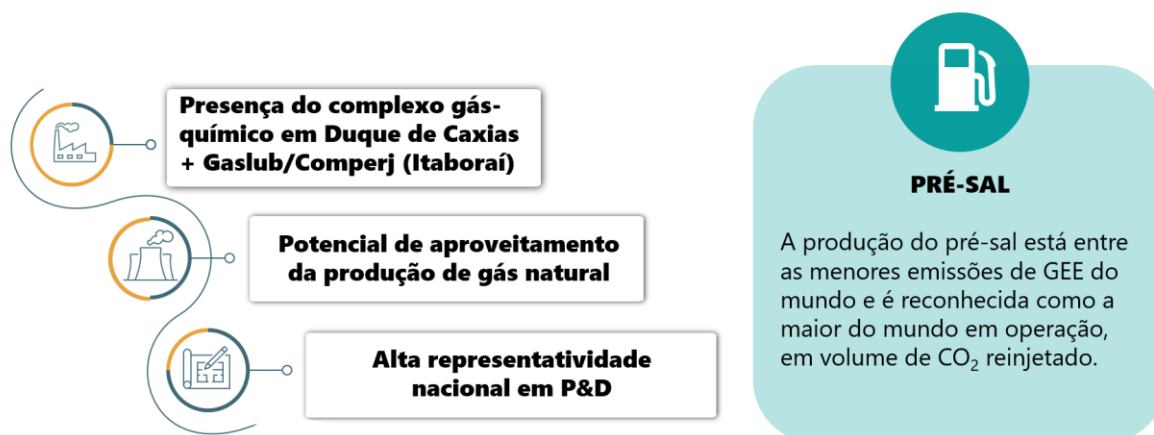 Presença do complexo gás-
químico em Duque de Caxias
+ Gaslub/Comperj (Itaboraí)
Potencial de aproveitamento
da produção de gás natural
Alta representatividade
nacional em P&D
PRÉ-SAL
A produção do pré-sal está entre
as menores emissões de GEE do
mundo e é reconhecida como a
maior do mundo em operação,
em volume de CO₂ reinjetado.